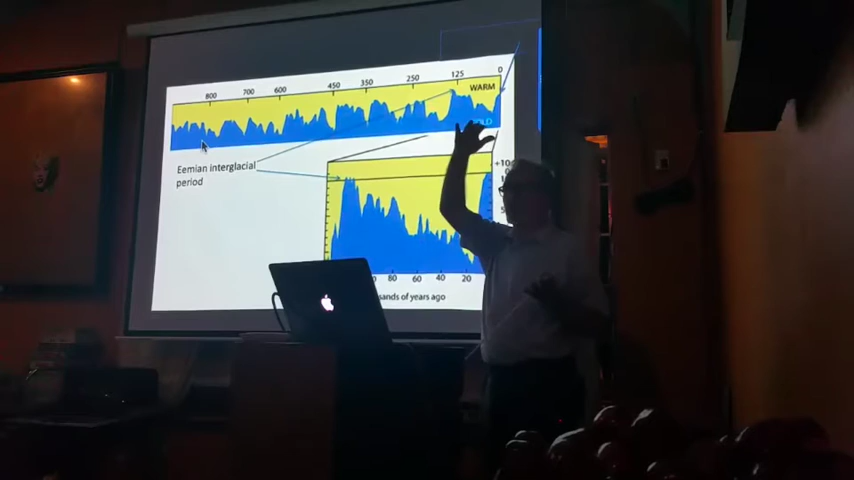 800 700 600 450 350 250 125 0
WARM
Eemian interglacial
period
80 60 40 20
sands of years ago